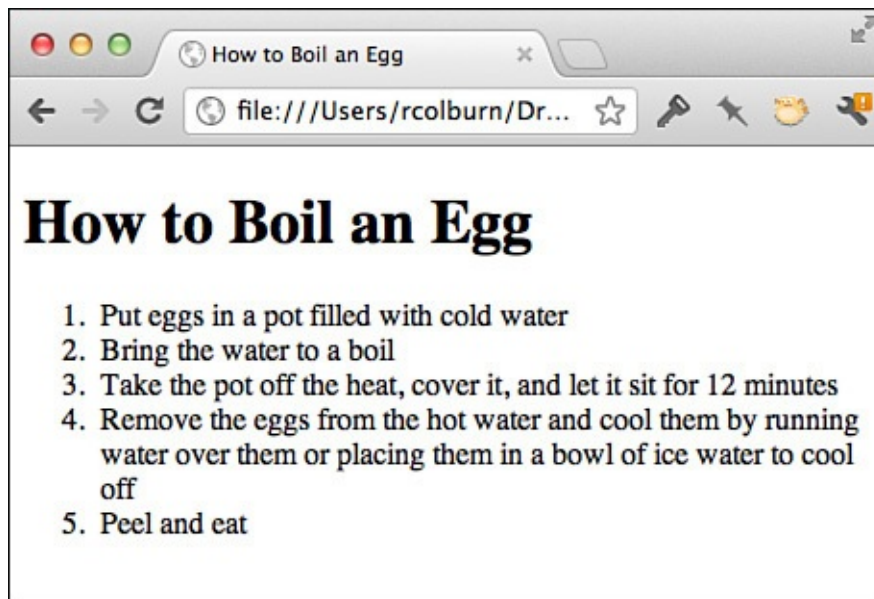 How to Boil an Egg
file:///Users/rcolburn/Dr...
How to Boil an Egg
1. Put eggs in a pot filled with cold water
2. Bring the water to a boil
3. Take the pot off the heat, cover it, and let it sit for 12 minutes
4. Remove the eggs from the hot water and cool them by running
water over them or placing them in a bowl of ice water to cool
off
5. Peel and eat